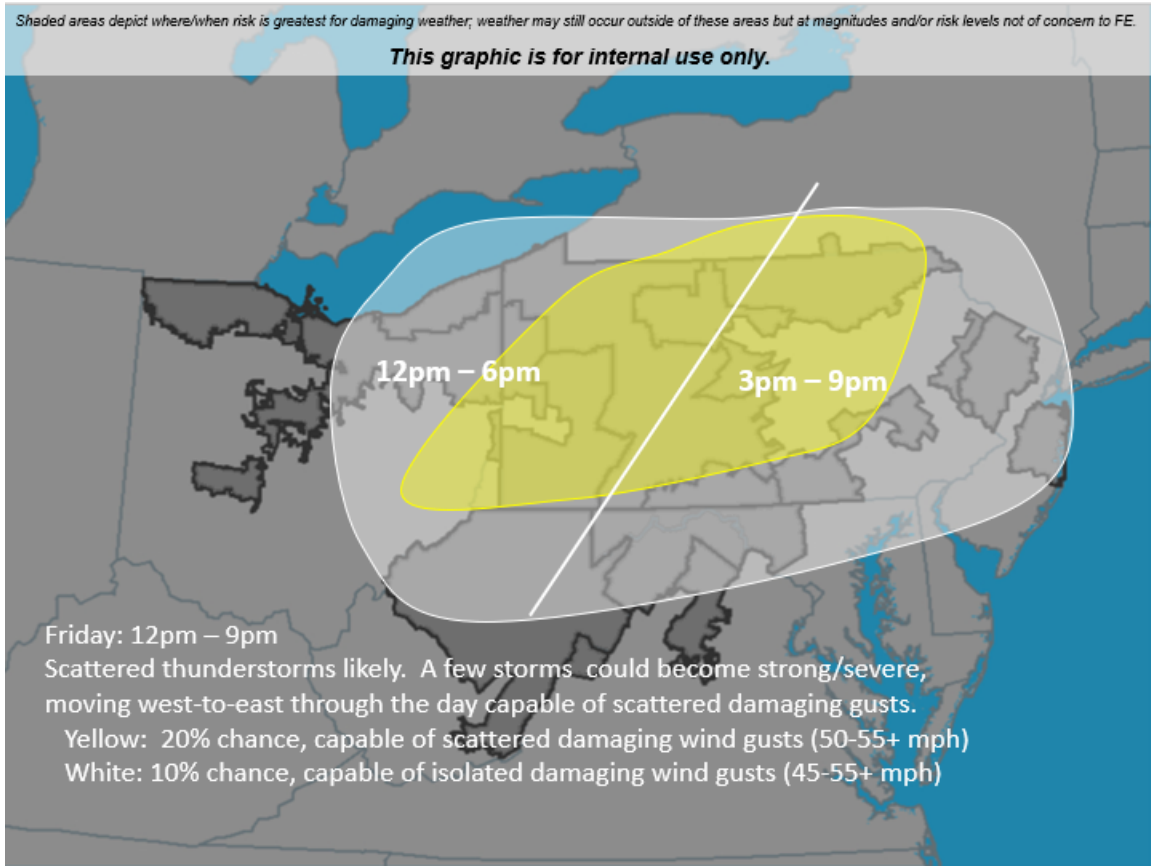 Shaded areas depict where/when risk is greatest for damaging weather; weather may still occur outside of these areas but at magnitudes and/or risk levels not of concern to FE.
This graphic is for internal use only.
12pm – 6pm
3pm – 9pm
Friday: 12pm – 9pm
Scattered thunderstorms likely.  A few storms  could become strong/severe,
moving west-to-east through the day capable of scattered damaging gusts.
Yellow:  20% chance, capable of scattered damaging wind gusts (50-55+ mph)
White: 10% chance, capable of isolated damaging wind gusts (45-55+ mph)